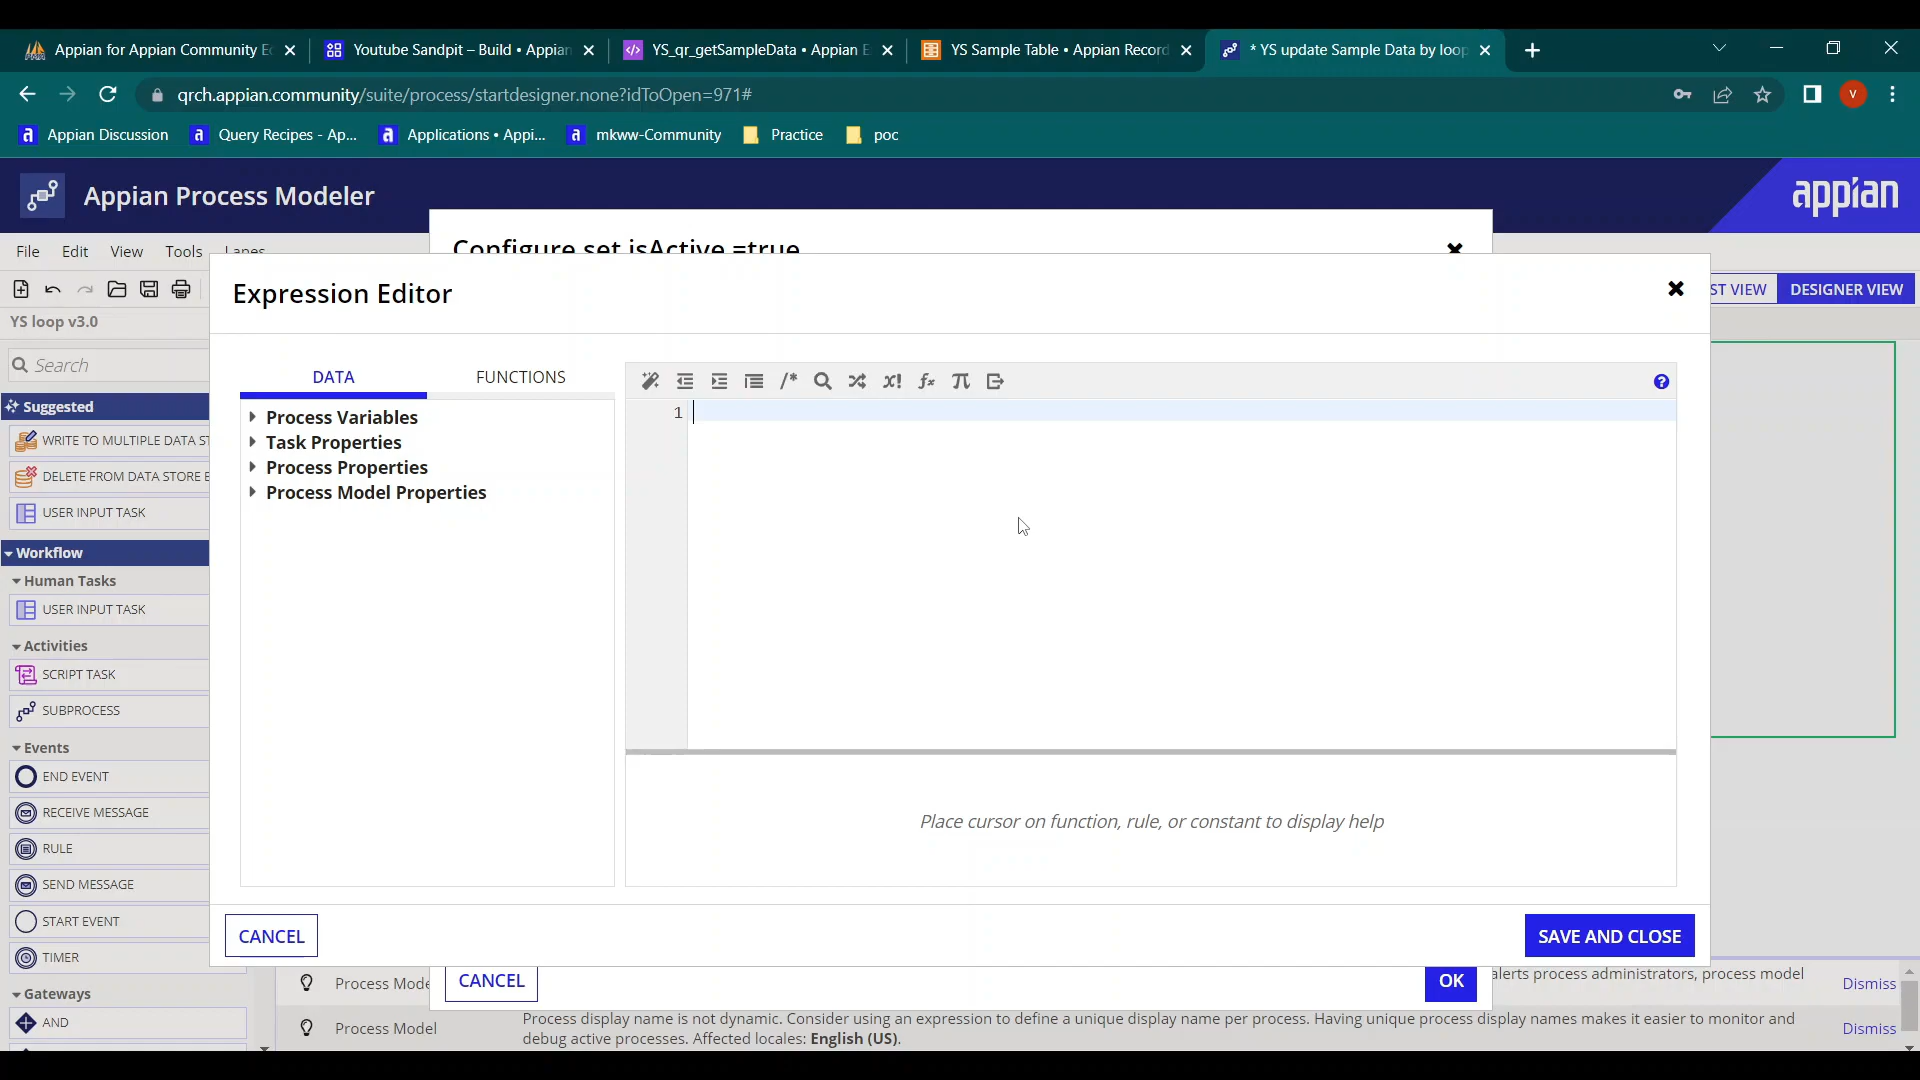 Appian for Appian Community E
Youtube Sandpit – Build • Appian
YS_qr_getSampleData • Appian E
YS Sample Table • Appian Record
* YS update Sample Data by loop
qrch.appian.community/suite/process/startdesigner.none?idToOpen=971#
V
Appian Discussion
Query Recipes - Ap...
Applications • Appi...
mkww-Community
Practice
poc
Appian Process Modeler
appian
Configure set isActive =true
File
Edit
View
Tools
Lanes
Expression Editor
ST VIEW
DESIGNER VIEW
YS loop v3.0
Search
DATA
FUNCTIONS
1
Process Variables
Task Properties
Process Properties
Process Model Properties
Suggested
WRITE TO MULTIPLE DATA ST
DELETE FROM DATA STORE E
USER INPUT TASK
Workflow
Human Tasks
USER INPUT TASK
Activities
SCRIPT TASK
SUBPROCESS
Events
END EVENT
RECEIVE MESSAGE
RULE
SEND MESSAGE
START EVENT
TIMER
Gateways
AND
Place cursor on function, rule, or constant to display help
CANCEL
SAVE AND CLOSE
CANCEL
OK
Process Mode
alerts process administrators, process model
Dismiss
Process Model
Process display name is not dynamic. Consider using an expression to define a unique display name per process. Having unique process display names makes it easier to monitor and
debug active processes. Affected locales: English (US).
Dismiss